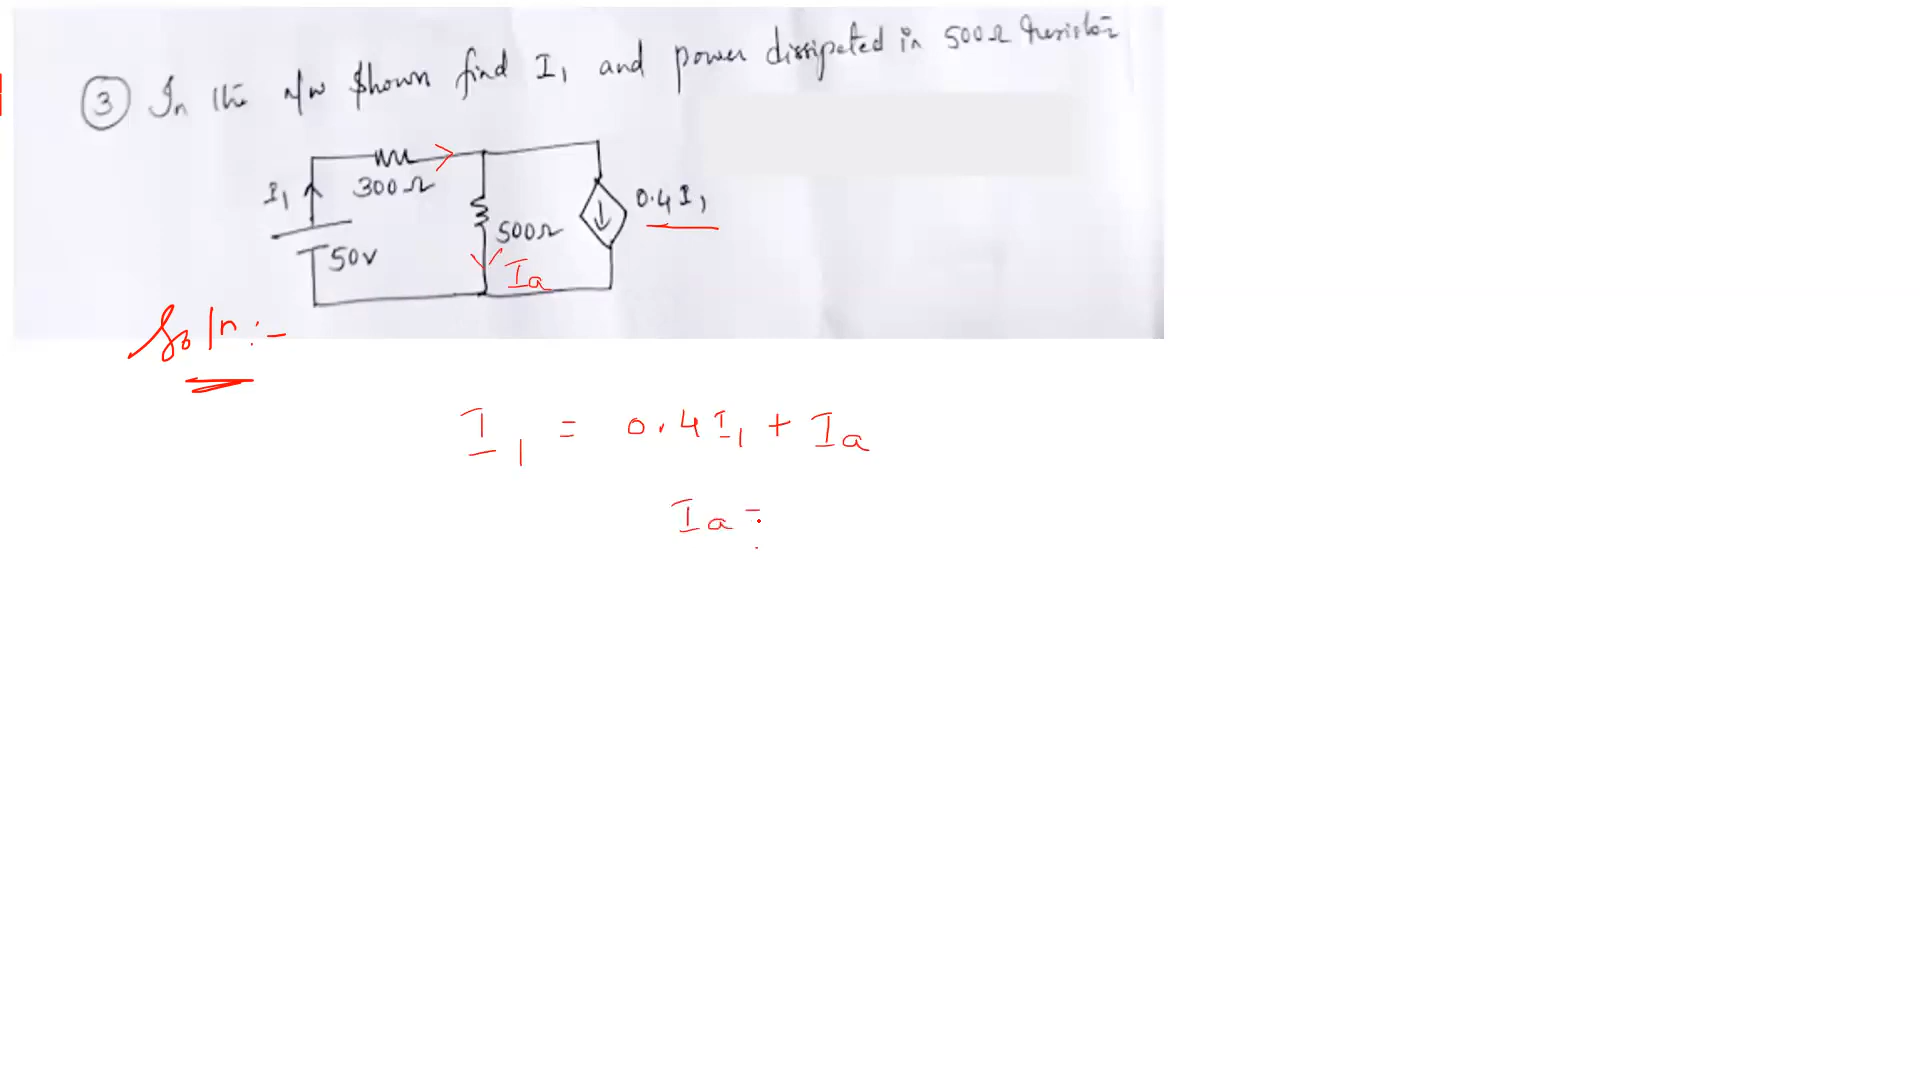 ③ In the n/w shown find I₁ and power dissipated in 500Ω resistor
I₁
300Ω
500Ω
0.4I₁
50V
Ia
Soln:-
I₁ = 0.4I₁ + Ia
Ia =